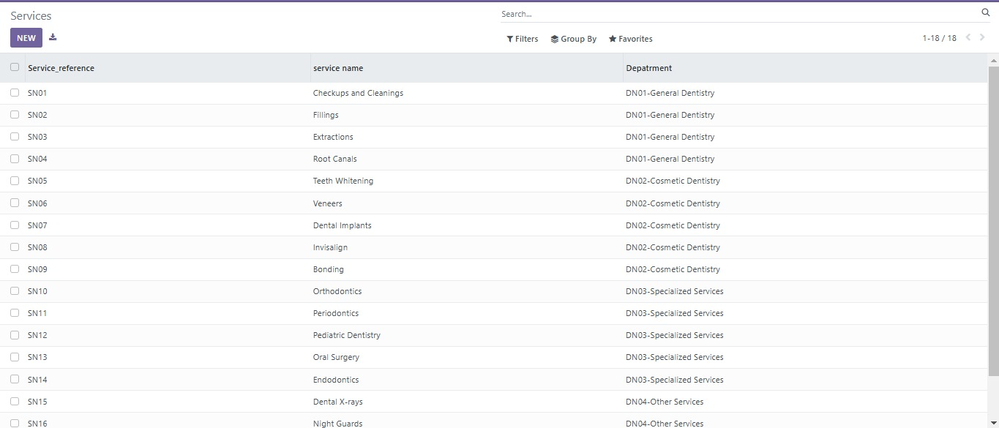 Services
Search...
NEW
Filters Group By Favorites 1-18 / 18
Service_reference service name Depatrment
SN01 Checkups and Cleanings DN01-General Dentistry
SN02 Fillings DN01-General Dentistry
SN03 Extractions DN01-General Dentistry
SN04 Root Canals DN01-General Dentistry
SN05 Teeth Whitening DN02-Cosmetic Dentistry
SN06 Veneers DN02-Cosmetic Dentistry
SN07 Dental Implants DN02-Cosmetic Dentistry
SN08 Invisalign DN02-Cosmetic Dentistry
SN09 Bonding DN02-Cosmetic Dentistry
SN10 Orthodontics DN03-Specialized Services
SN11 Periodontics DN03-Specialized Services
SN12 Pediatric Dentistry DN03-Specialized Services
SN13 Oral Surgery DN03-Specialized Services
SN14 Endodontics DN03-Specialized Services
SN15 Dental X-rays DN04-Other Services
SN16 Night Guards DN04-Other Services